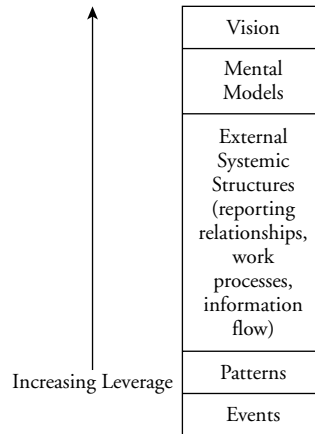 Vision
Mental
Models
External
Systemic
Structures
(reporting
relationships,
work
processes,
information
flow)
Increasing Leverage
Patterns
Events